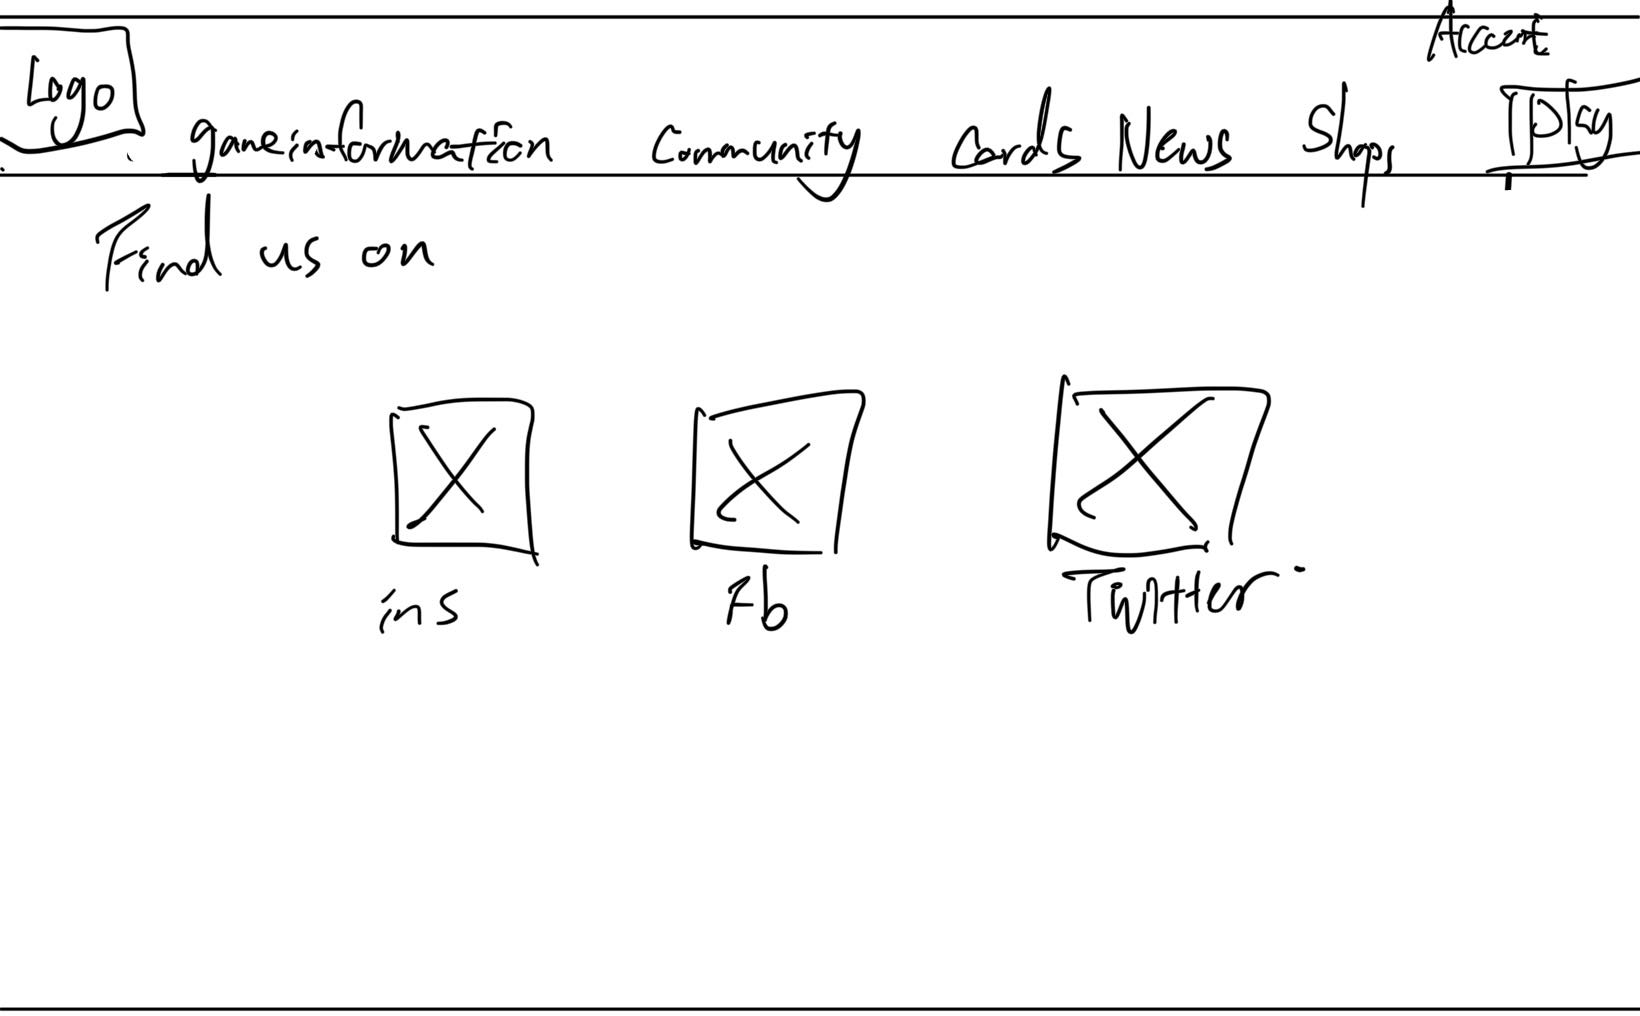 Account
Logo
gameinformation Community Cards News Shops play
Find us on
ins Fb Twitter